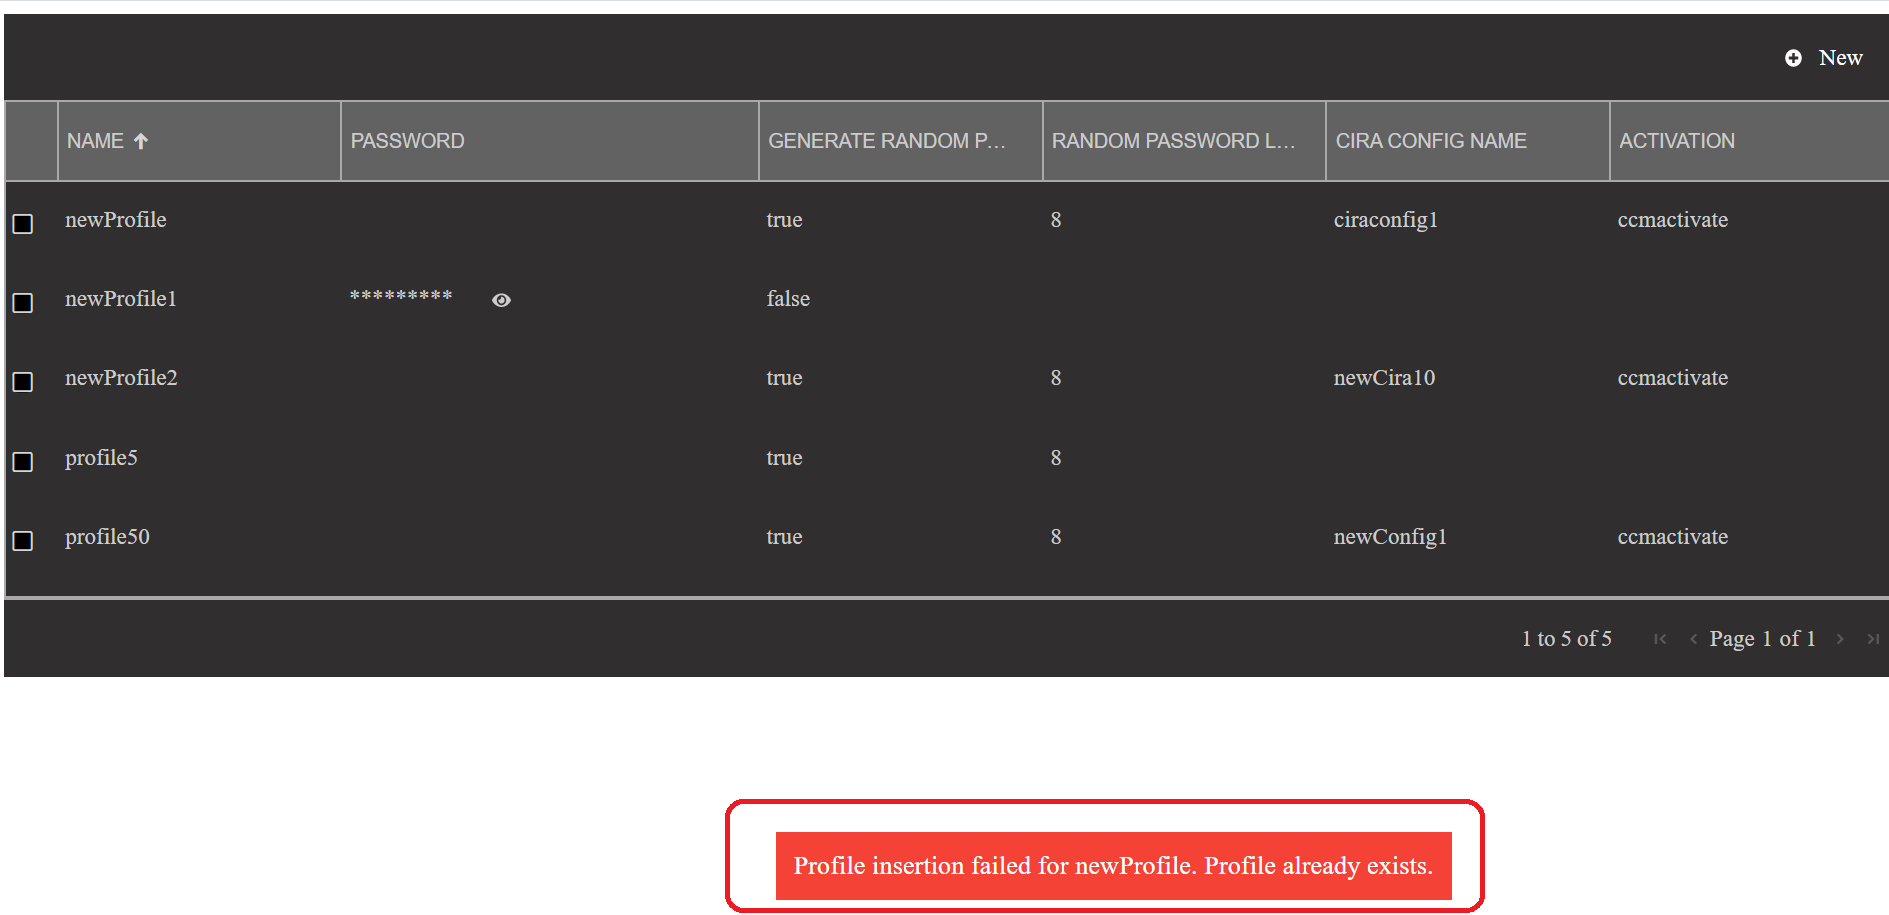 New
NAME PASSWORD GENERATE RANDOM P... RANDOM PASSWORD L... CIRA CONFIG NAME ACTIVATION
newProfile true 8 ciraconfig1 ccmactivate
newProfile1 ********* false
newProfile2 true 8 newCira10 ccmactivate
profile5 true 8
profile50 true 8 newConfig1 ccmactivate
1 to 5 of 5 Page 1 of 1
Profile insertion failed for newProfile. Profile already exists.